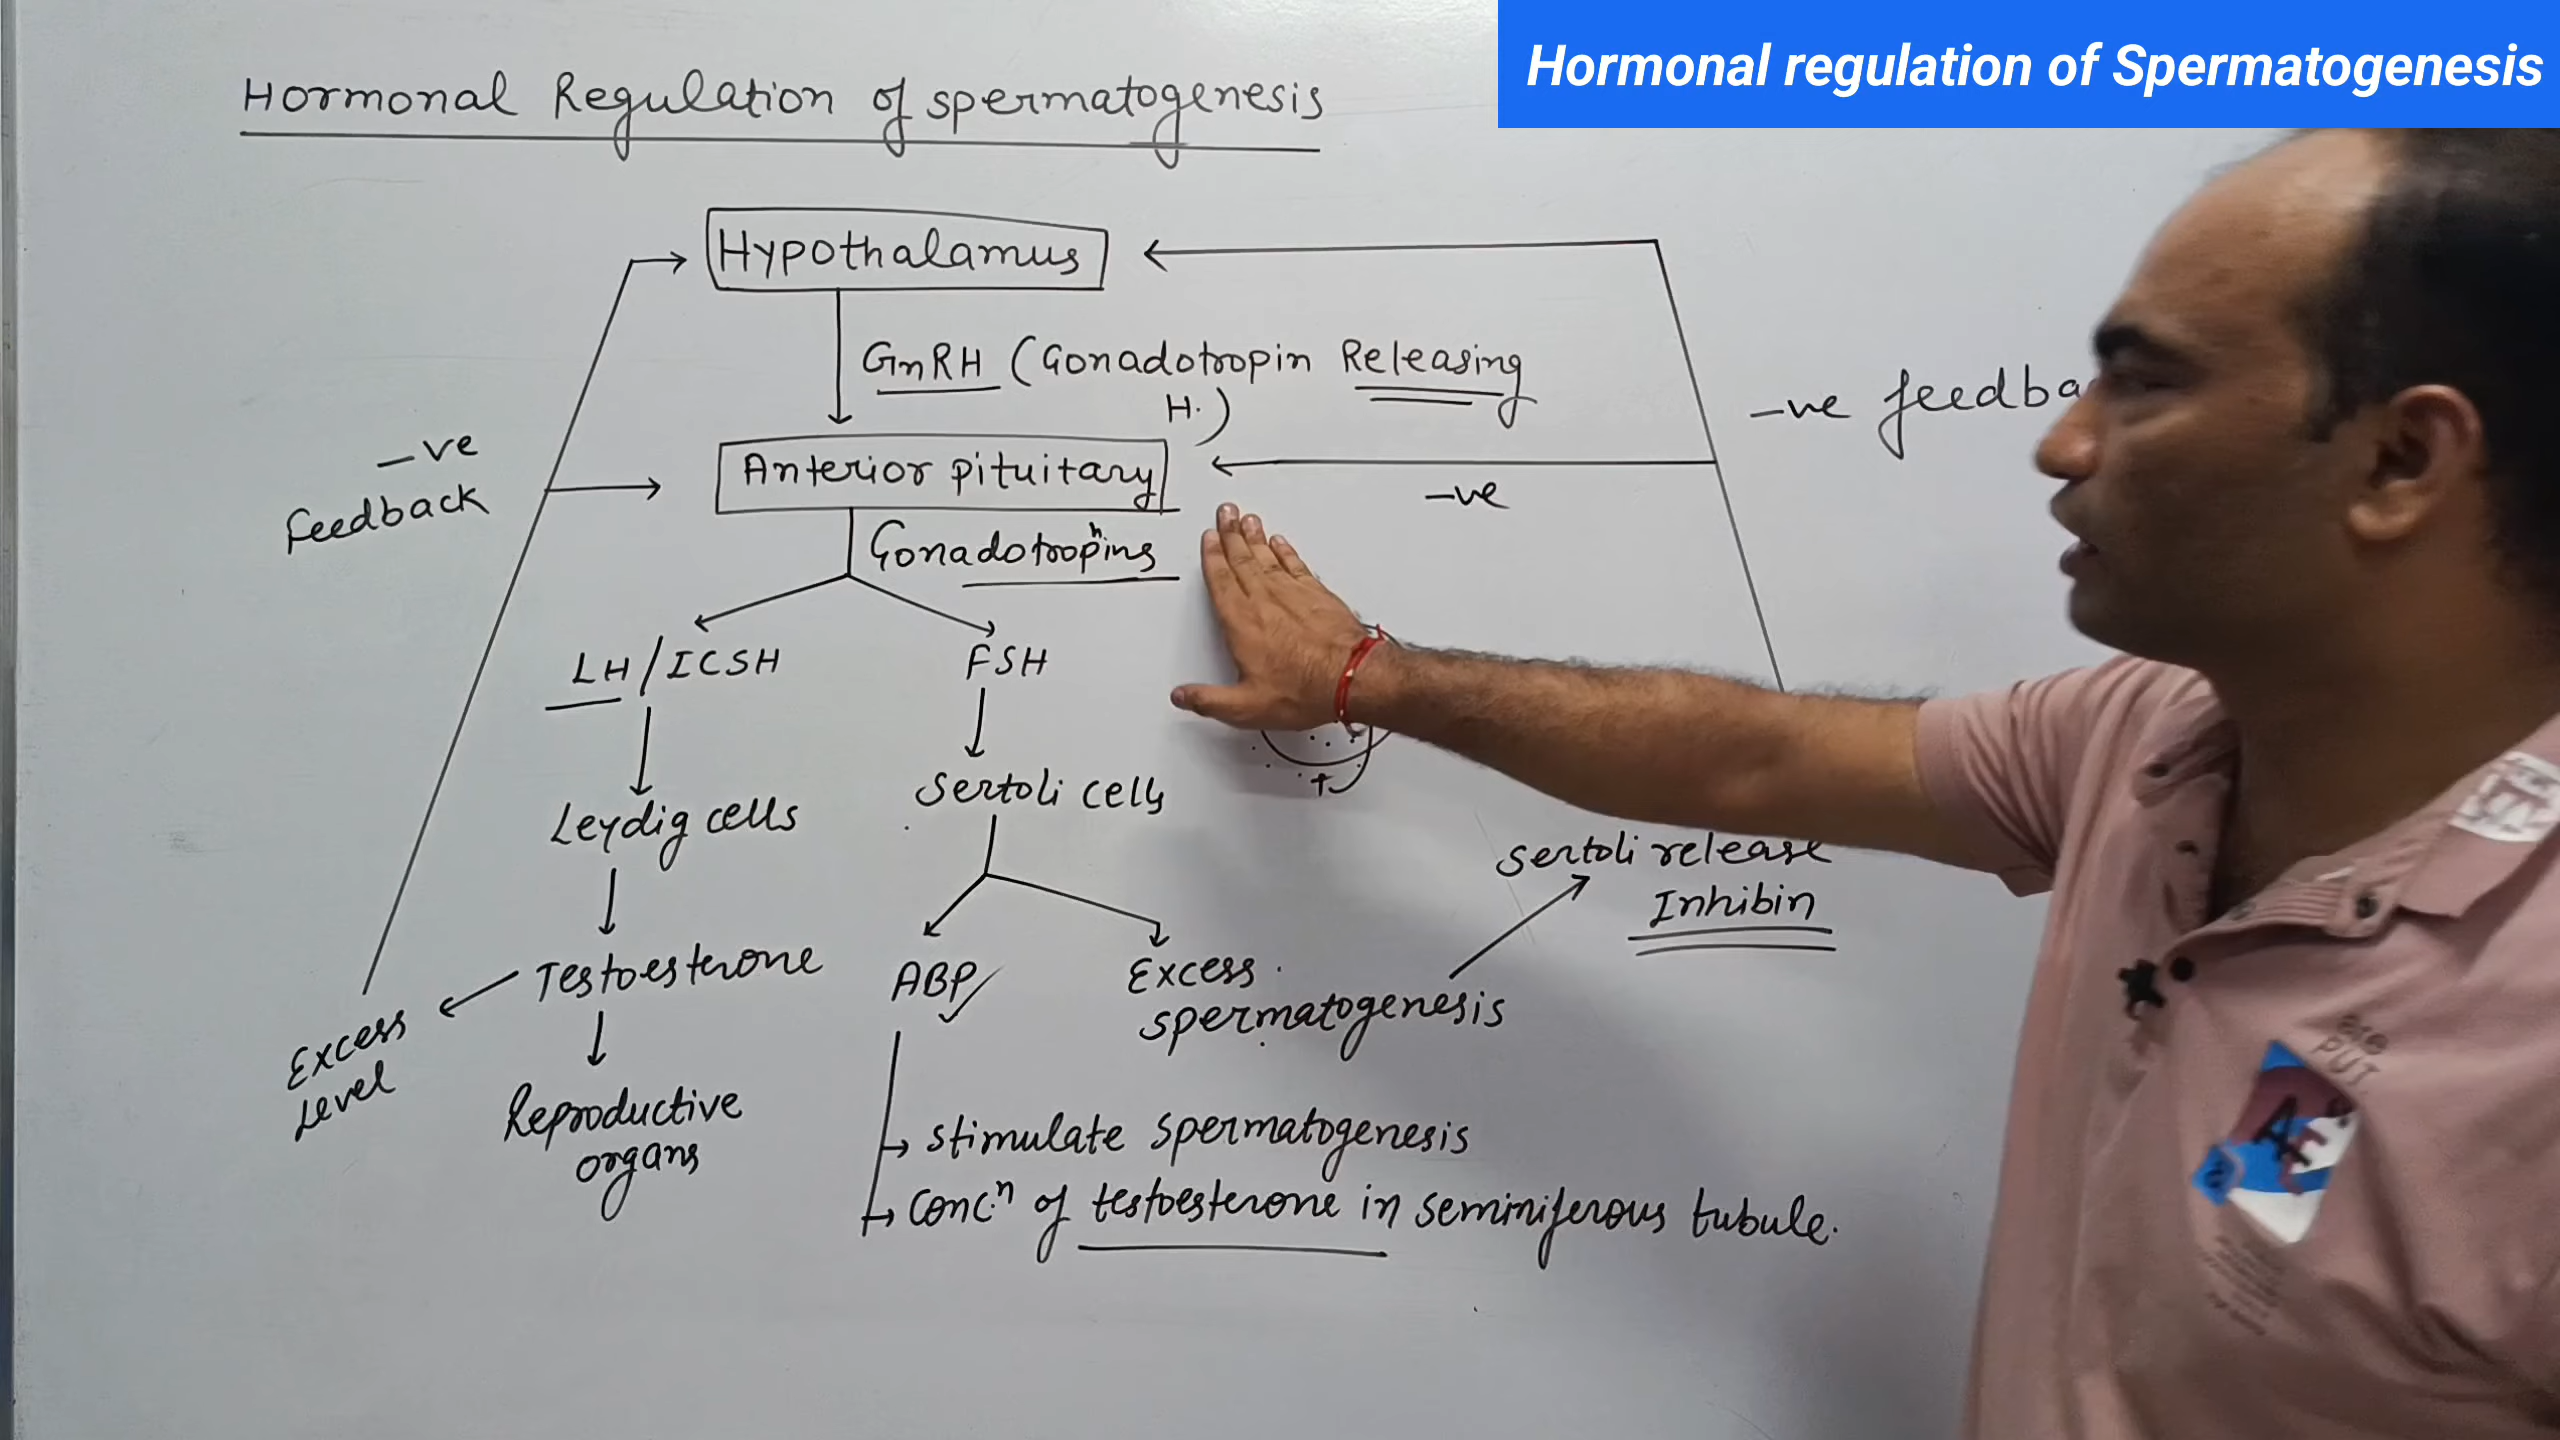 Hormonal regulation of Spermatogenesis
Hormonal Regulation of spermatogenesis
Hypothalamus
GnRH (Gonadotropin Releasing
H.)
-ve feedba
Anterior pituitary
-ve
-ve
Feedback
Gonadotrophins
LH/ICSH
FSH
Leydig cells
Sertoli cells
+
Sertoli release
Inhibin
Testoesterone
ABP
Excess
spermatogenesis
Excess
level
Reproductive
organs
stimulate spermatogenesis
Conc.n of testoesterone in seminiferous tubule.